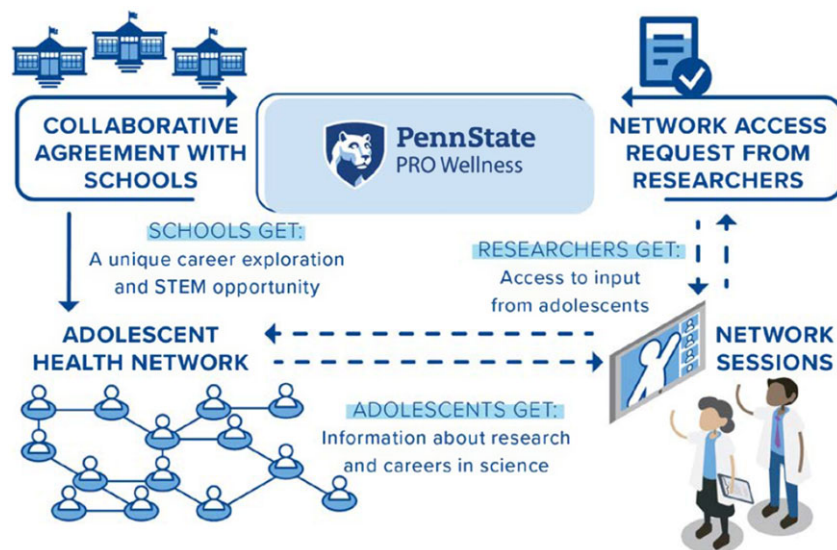 COLLABORATIVE
AGREEMENT WITH
SCHOOLS
PennState
PRO Wellness
NETWORK ACCESS
REQUEST FROM
RESEARCHERS
SCHOOLS GET:
A unique career exploration
and STEM opportunity
RESEARCHERS GET:
Access to input
from adolescents
ADOLESCENT
HEALTH NETWORK
NETWORK
SESSIONS
ADOLESCENTS GET:
Information about research
and careers in science